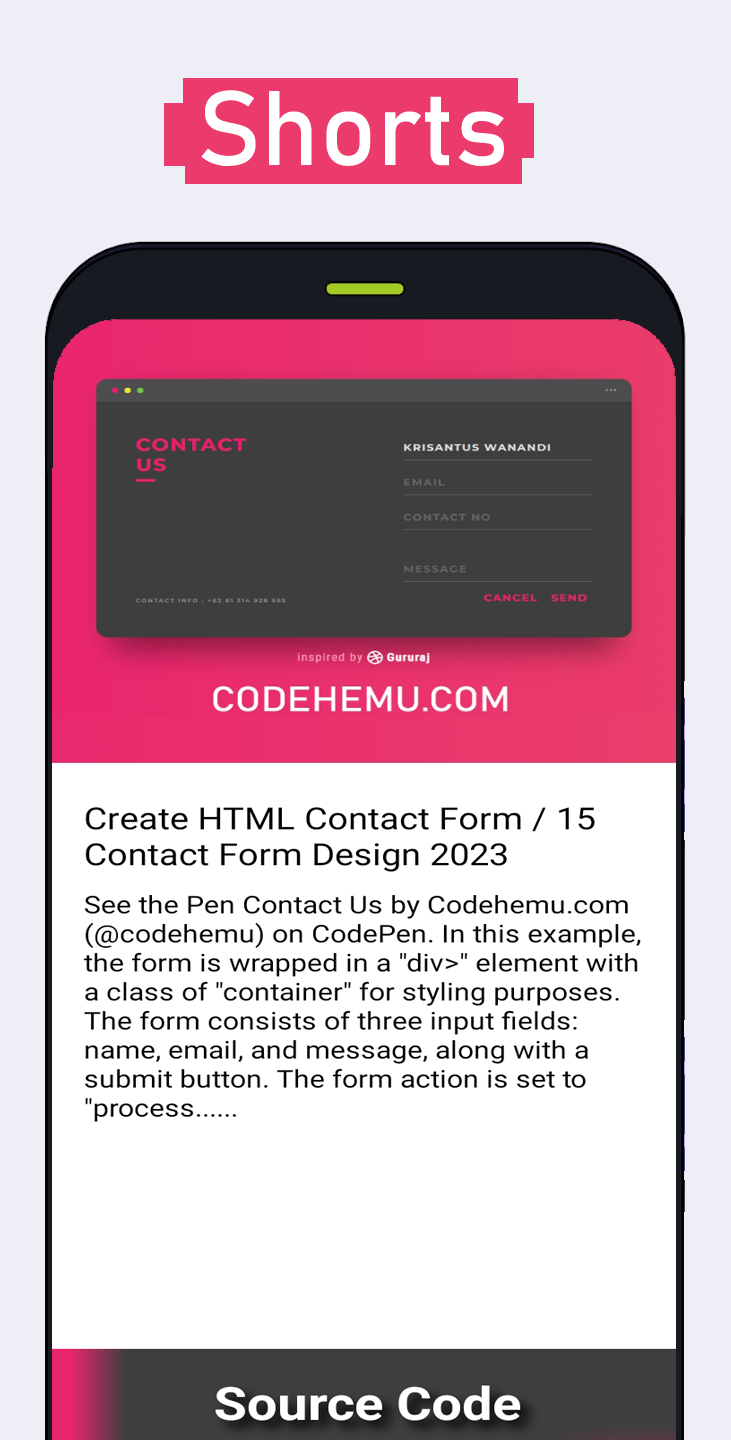 Shorts
CONTACT
US
KRISANTUS WANANDI
EMAIL
CONTACT NO
MESSAGE
CONTACT INFO : +62 81 314 928 595
CANCEL SEND
inspired by Gururaj
CODEHEMU.COM
Create HTML Contact Form / 15
Contact Form Design 2023
See the Pen Contact Us by Codehemu.com
(@codehemu) on CodePen. In this example,
the form is wrapped in a "div>" element with
a class of "container" for styling purposes.
The form consists of three input fields:
name, email, and message, along with a
submit button. The form action is set to
"process......
Source Code